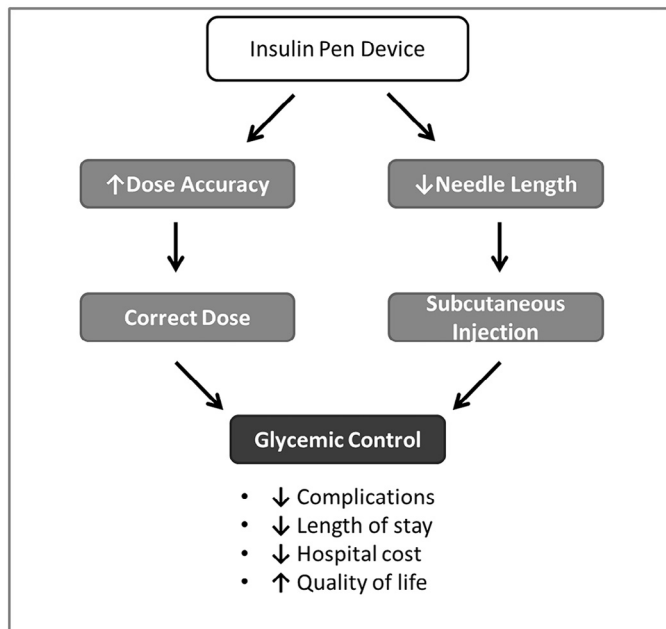 Insulin Pen Device
↑Dose Accuracy
↓Needle Length
Correct Dose
Subcutaneous
Injection
Glycemic Control
• ↓ Complications
• ↓ Length of stay
• ↓ Hospital cost
• ↑ Quality of life